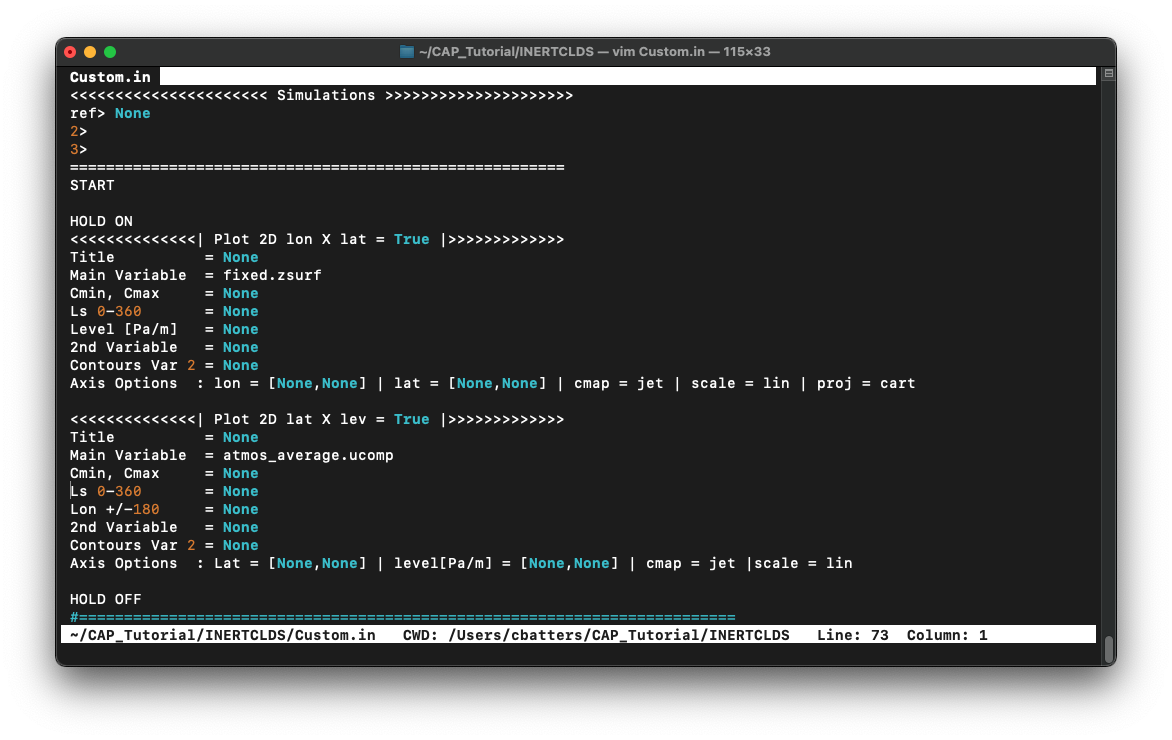 ~/CAP_Tutorial/INERTCLDS — vim Custom.in — 115×33
Custom.in
<<<<<<<<<<<<<<<<<<<<<< Simulations >>>>>>>>>>>>>>>>>>>>>
ref> None
2>
3>
=======================================================
START
HOLD ON
<<<<<<<<<<<<<<| Plot 2D lon X lat = True |>>>>>>>>>>>>>
Title          = None
Main Variable  = fixed.zsurf
Cmin, Cmax     = None
Ls 0-360       = None
Level [Pa/m]   = None
2nd Variable   = None
Contours Var 2 = None
Axis Options  : lon = [None,None] | lat = [None,None] | cmap = jet | scale = lin | proj = cart
<<<<<<<<<<<<<<| Plot 2D lat X lev = True |>>>>>>>>>>>>>
Title          = None
Main Variable  = atmos_average.ucomp
Cmin, Cmax     = None
Ls 0-360       = None
Lon +/-180     = None
2nd Variable   = None
Contours Var 2 = None
Axis Options  : Lat = [None,None] | level[Pa/m] = [None,None] | cmap = jet |scale = lin
HOLD OFF
#=========================================================================
~/CAP_Tutorial/INERTCLDS/Custom.in   CWD: /Users/cbatters/CAP_Tutorial/INERTCLDS   Line: 73  Column: 1